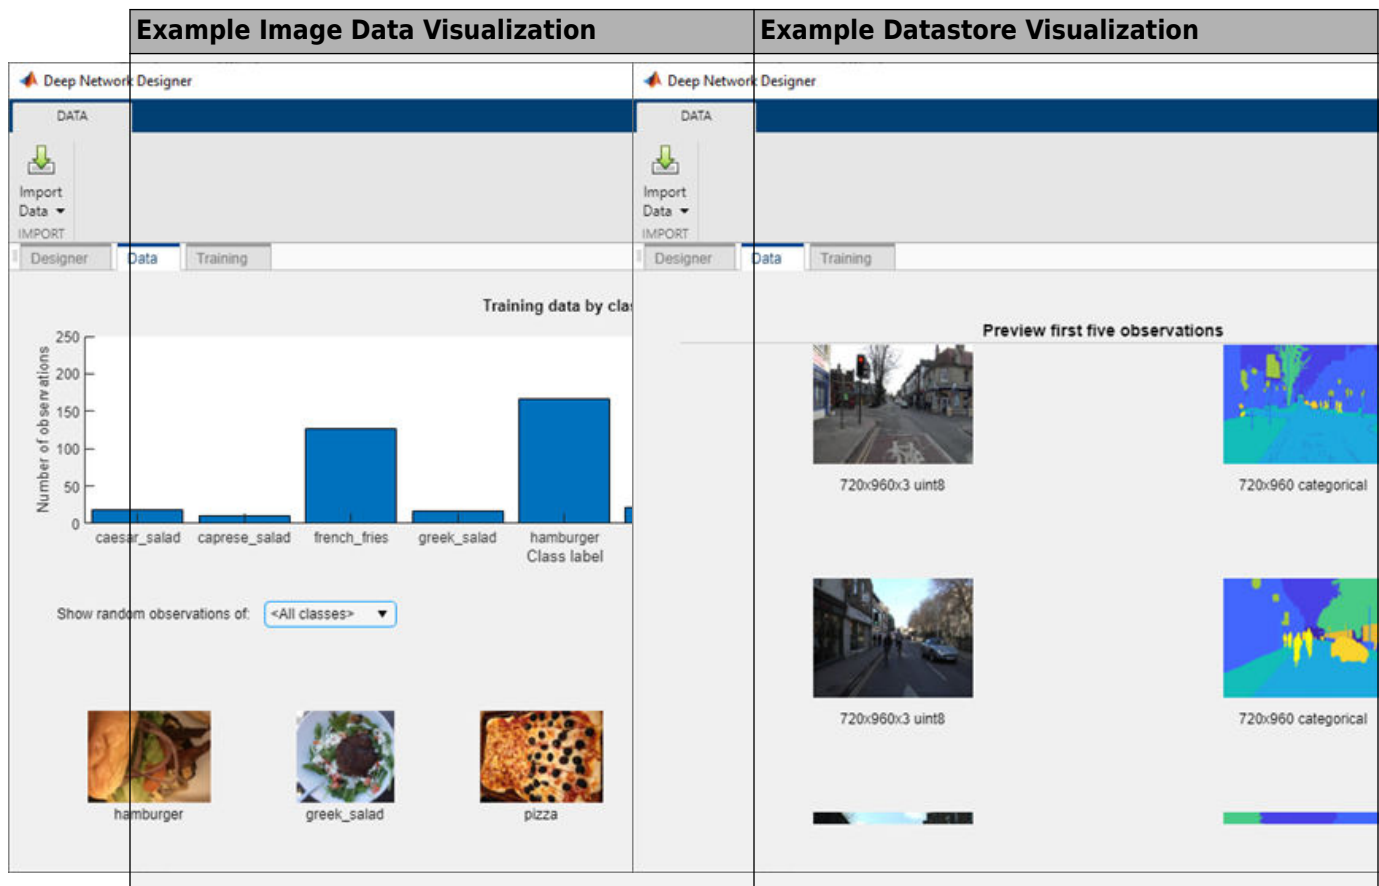 Example Image Data Visualization
Example Datastore Visualization
Deep Network Designer
DATA
Import
Data
IMPORT
Designer Data Training
Training data by clas
Number of observations
250
200
150
100
50
0
caesar_salad caprese_salad french_fries greek_salad hamburger
Class label
Show random observations of: <All classes>
hamburger greek_salad pizza
Deep Network Designer
DATA
Import
Data
IMPORT
Designer Data Training
Preview first five observations
720x960x3 uint8 720x960 categorical
720x960x3 uint8 720x960 categorical